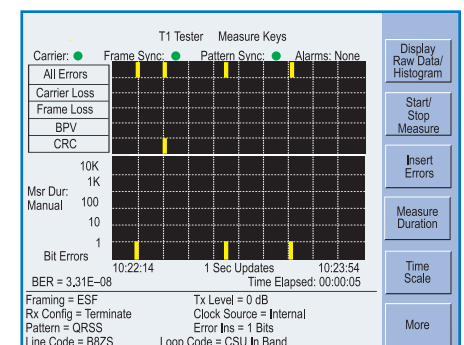 T1 Tester Measure Keys
Carrier: Frame Sync: Pattern Sync: Alarms: None
All Errors
Carrier Loss
Frame Loss
BPV
CRC
10K
1K
Msr Dur:
Manual 100
10
1
Bit Errors
10:22:14 1 Sec Updates 10:23:54
BER = 3.31E–08 Time Elapsed: 00:00:05
Framing = ESF Tx Level = 0 dB
Rx Config = Terminate Clock Source = Internal
Pattern = QRSS Error Ins = 1 Bits
Line Code = B8ZS Loop Code = CSU In Band
Display
Raw Data/
Histogram
Start/
Stop
Measure
Insert
Errors
Measure
Duration
Time
Scale
More